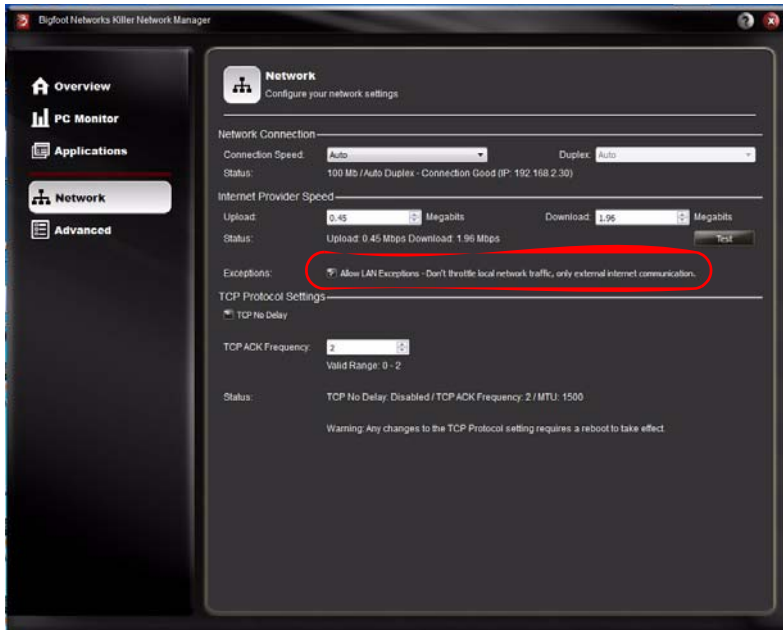 Bigfoot Networks Killer Network Manager
Overview
PC Monitor
Applications
Network
Advanced
Network
Configure your network settings
Network Connection
Connection Speed: Auto Duplex: Auto
Status: 100 Mb / Auto Duplex - Connection Good (IP: 192.168.2.30)
Internet Provider Speed
Upload: 0.45 Megabits Download: 1.96 Megabits
Status: Upload: 0.45 Mbps Download: 1.96 Mbps Test
Exceptions: Allow LAN Exceptions - Don't throttle local network traffic, only external internet communication.
TCP Protocol Settings
TCP No Delay
TCP ACK Frequency: 2
Valid Range: 0 - 2
Status: TCP No Delay: Disabled / TCP ACK Frequency: 2 / MTU: 1500
Warning: Any changes to the TCP Protocol setting requires a reboot to take effect.